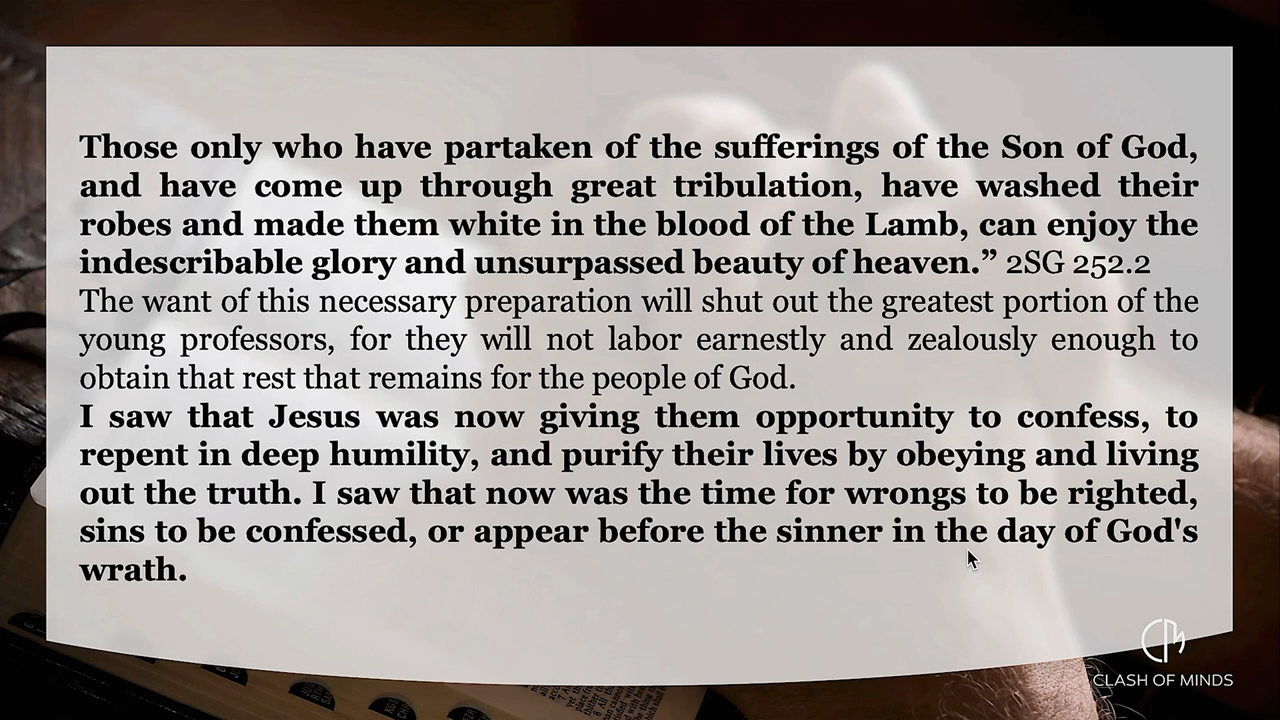 Those only who have partaken of the sufferings of the Son of God,
and have come up through great tribulation, have washed their
robes and made them white in the blood of the Lamb, can enjoy the
indescribable glory and unsurpassed beauty of heaven.” 2SG 252.2
The want of this necessary preparation will shut out the greatest portion of the
young professors, for they will not labor earnestly and zealously enough to
obtain that rest that remains for the people of God.
I saw that Jesus was now giving them opportunity to confess, to
repent in deep humility, and purify their lives by obeying and living
out the truth. I saw that now was the time for wrongs to be righted,
sins to be confessed, or appear before the sinner in the day of God's
wrath.
CLASH OF MINDS